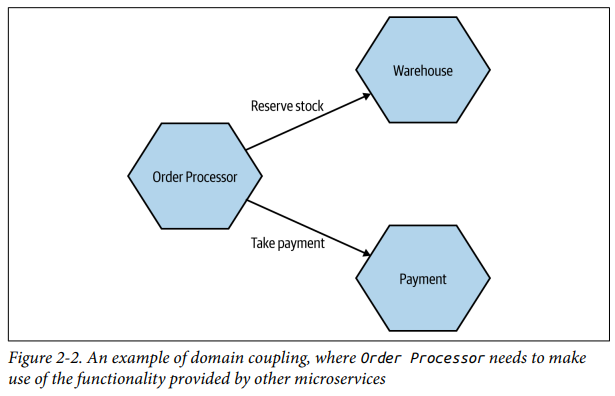 Warehouse
Reserve stock
Order Processor
Take payment
Payment
Figure 2-2. An example of domain coupling, where Order Processor needs to make
use of the functionality provided by other microservices